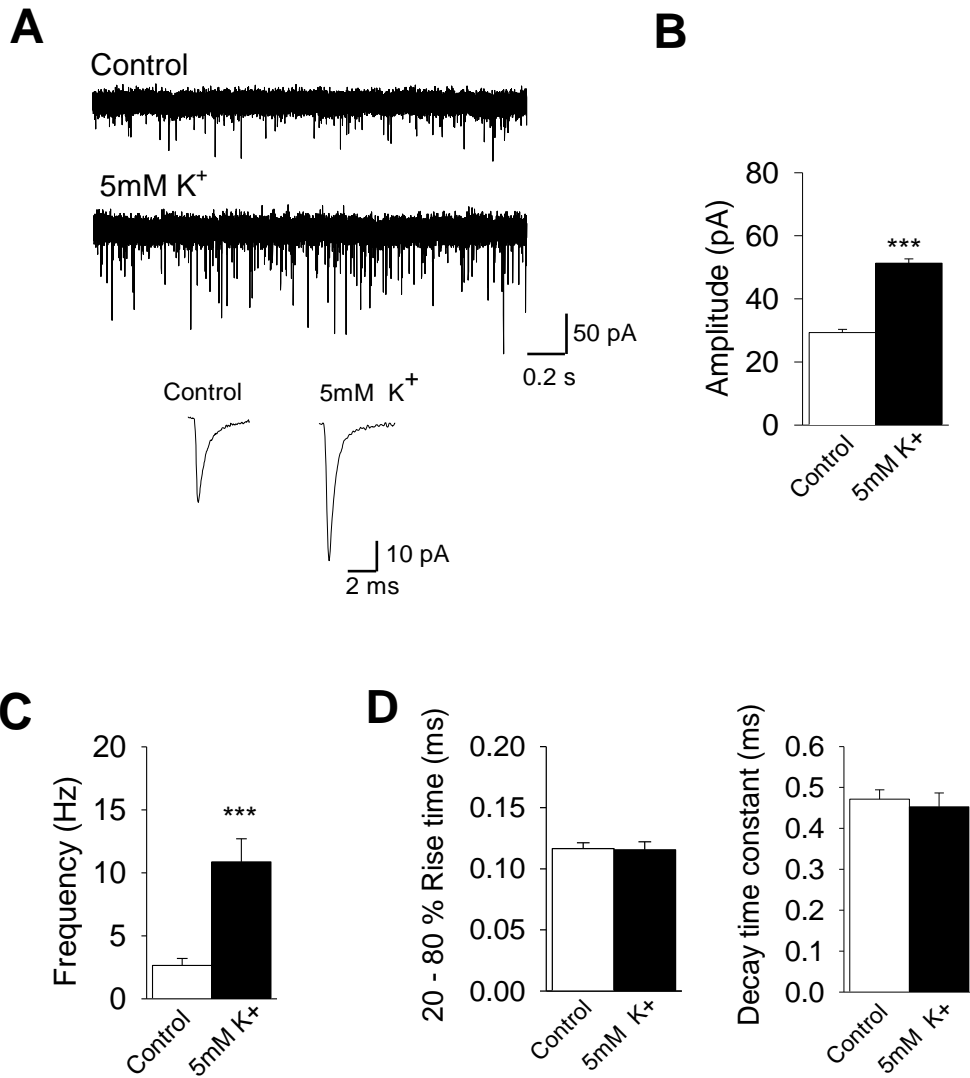 A
Control
5mM K+
50 pA
0.2 s
Control
5mM K+
10 pA
2 ms
B
Amplitude (pA)
80
60
40
20
0
***
Control
5mM K+
C
Frequency (Hz)
20
15
10
5
0
***
Control
5mM K+
D
20 - 80 % Rise time (ms)
0.20
0.15
0.10
0.05
0.00
Control
5mM K+
Decay time constant (ms)
0.6
0.5
0.4
0.3
0.2
0.1
0.0
Control
5mM K+